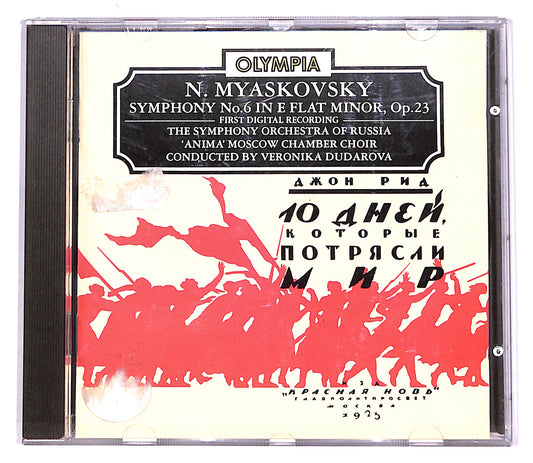 OLYMPIA
N. MYASKOVSKY
SYMPHONY No.6 IN E FLAT MINOR, Op.23
FIRST DIGITAL RECORDING
THE SYMPHONY ORCHESTRA OF RUSSIA
'ANIMA' MOSCOW CHAMBER CHOIR
CONDUCTED BY VERONIKA DUDAROVA
ДЖОН РИД
10 ДНЕЙ,
КОТОРЫЕ
ПОТРЯСЛИ
МИР
„КРАСНАЯ НОВЬ"
ГЛАВПОЛИТПРОСВЕТ
МОСКВА